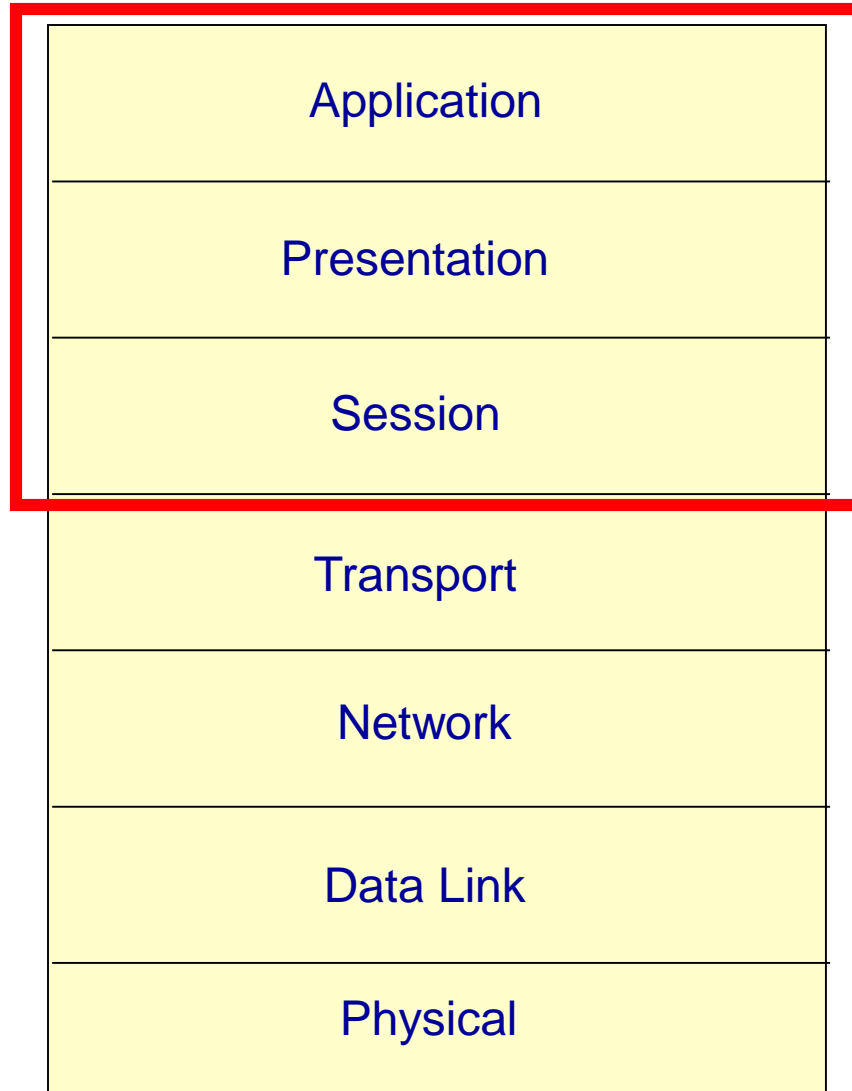 Application
Presentation
Session
Transport
Network
Data Link
Physical